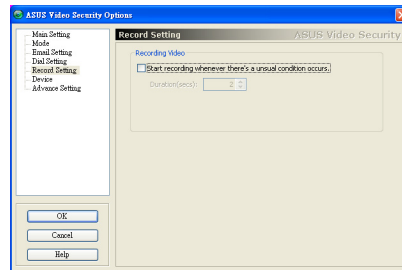 ASUS Video Security Options
Main Setting
Mode
Email Setting
Dial Setting
Record Setting
Device
Advance Setting
OK
Cancel
Help
Record Setting
ASUS Video Security
Recording Video
Start recording whenever there's a unusual condition occurs.
Duration(secs): 2